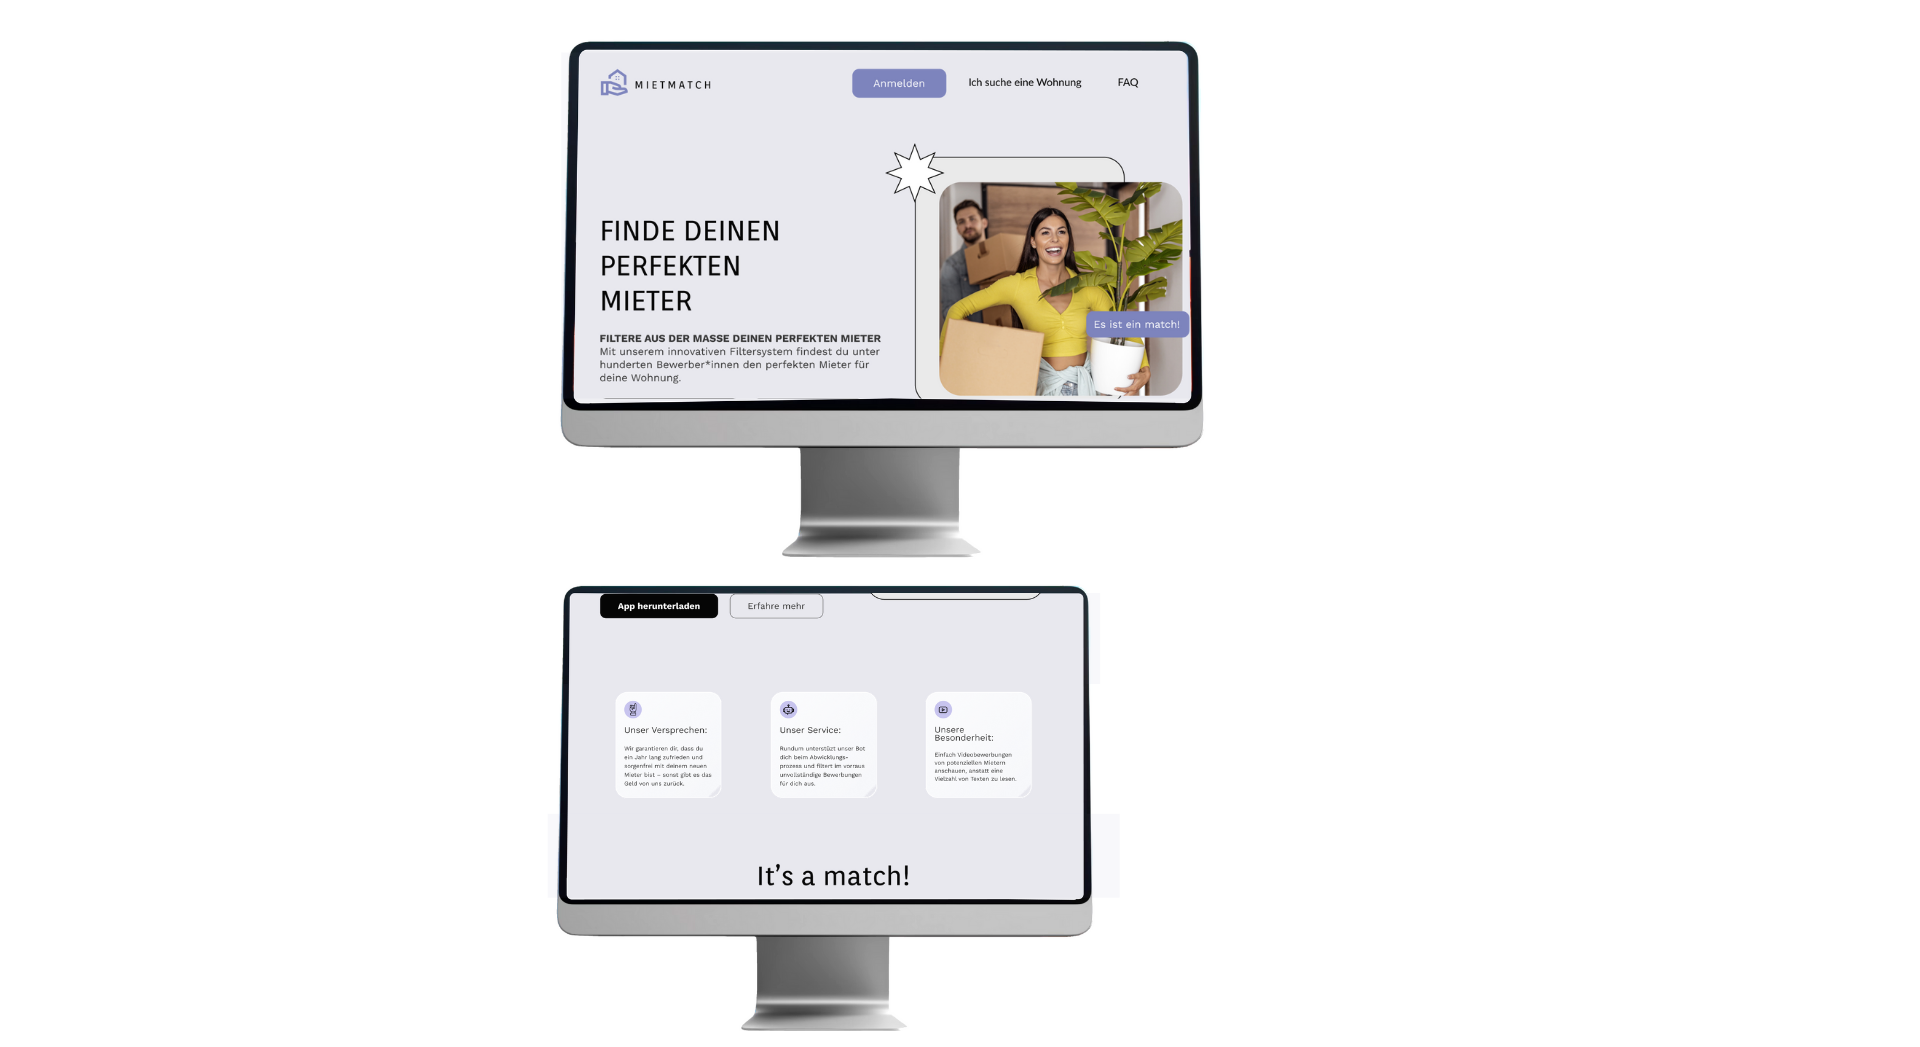 MIETMATCH
Anmelden
Ich suche eine Wohnung
FAQ
FINDE DEINEN
PERFEKTEN
MIETER
FILTERE AUS DER MASSE DEINEN PERFEKTEN MIETER
Mit unserem innovativen Filtersystem findest du unter
hunderten Bewerber*innen den perfekten Mieter für
deine Wohnung.
Es ist ein match!
App herunterladen
Erfahre mehr
Unser Versprechen:
Wir garantieren dir, dass du
ein Jahr lang zufrieden und
sorgenfrei mit deinem neuen
Mieter bist – sonst gibt es das
Geld von uns zurück.
Unser Service:
Rundum unterstüzt unser Bot
dich beim Abwicklungs-
prozess und filtert im vorraus
unvollständige Bewerbungen
für dich aus.
Unsere
Besonderheit:
Einfach Videobewerbungen
von potenziellen Mietern
anschauen, anstatt eine
Vielzahl von Texten zu lesen.
It's a match!